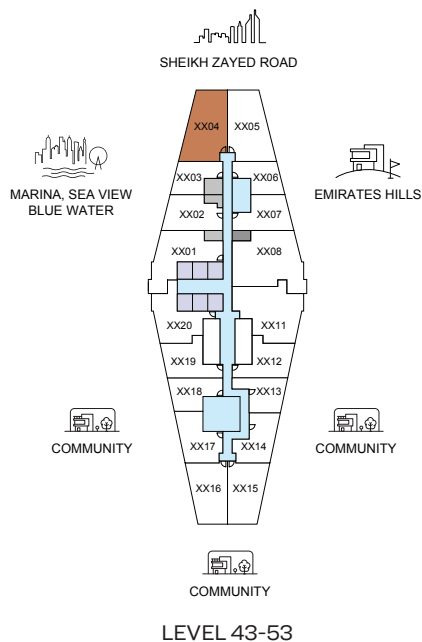 SHEIKH ZAYED ROAD
XX04
XX05
XX03
XX06
MARINA, SEA VIEW
BLUE WATER
EMIRATES HILLS
XX02
XX07
XX01
XX08
XX20
XX11
XX19
XX12
XX18
XX13
COMMUNITY
COMMUNITY
XX17
XX14
XX16
XX15
COMMUNITY
LEVEL 43-53